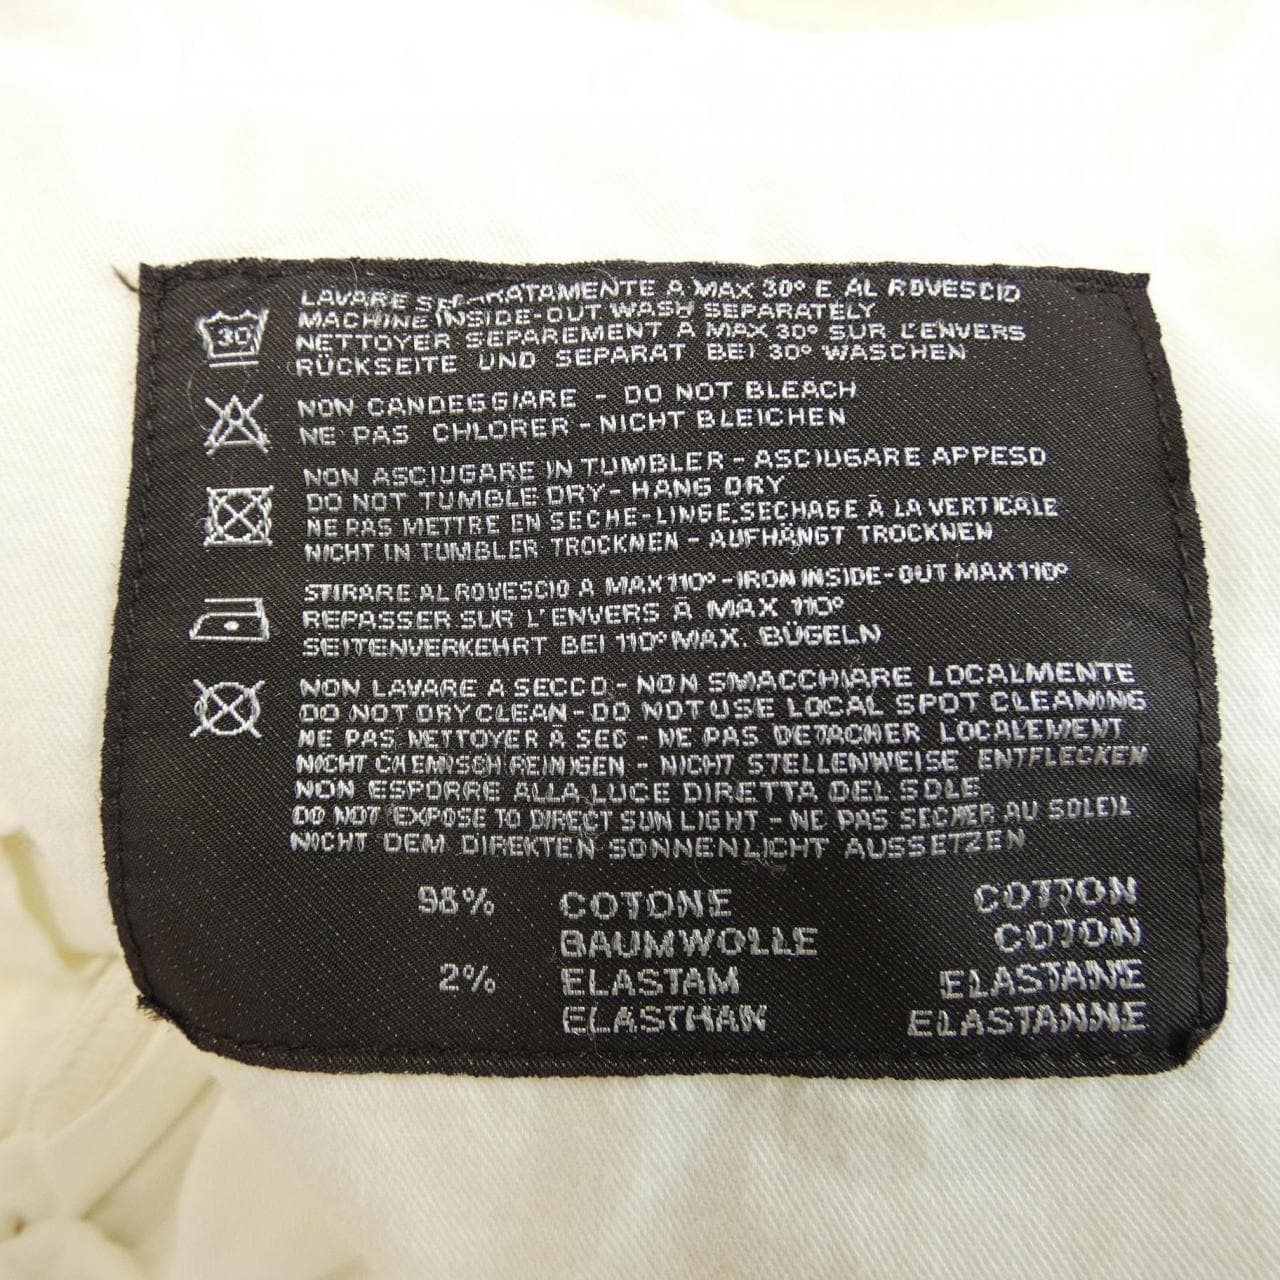 30
LAVARE SEPARATAMENTE A MAX 30° E AL ROVESCIO
MACHINE INSIDE-OUT WASH SEPARATELY
NETTOYER SEPAREMENT A MAX 30° SUR L'ENVERS
RÜCKSEITE UND SEPARAT BEI 30° WASCHEN
NON CANDEGGIARE - DO NOT BLEACH
NE PAS CHLORER - NICHT BLEICHEN
NON ASCIUGARE IN TUMBLER - ASCIUGARE APPESO
DO NOT TUMBLE DRY - HANG DRY
NE PAS METTRE EN SECHE-LINGE.SECHAGE À LA VERTICALE
NICHT IN TUMBLER TROCKNEN - AUFHÄNGT TROCKNEN
STIRARE AL ROVESCIO A MAX 110° - IRON INSIDE-OUT MAX 110°
REPASSER SUR L'ENVERS À MAX 110°
SEITENVERKEHRT BEI 110° MAX. BÜGELN
NON LAVARE A SECCO - NON SMACCHIARE LOCALMENTE
DO NOT DRY CLEAN - DO NOT USE LOCAL SPOT CLEANING
NE PAS NETTOYER À SEC - NE PAS DETACHER LOCALEMENT
NICHT CHEMISCH REINIGEN - NICHT STELLENWEISE ENTFLECKEN
NON ESPORRE ALLA LUCE DIRETTA DEL SOLE
DO NOT EXPOSE TO DIRECT SUN LIGHT - NE PAS SECHER AU SOLEIL
NICHT DEM DIREKTEN SONNENLICHT AUSSETZEN
98% COTONE COTTON
BAUMWOLLE COTON
2% ELASTAM ELASTAINE
ELASTHAN ELASTANNE